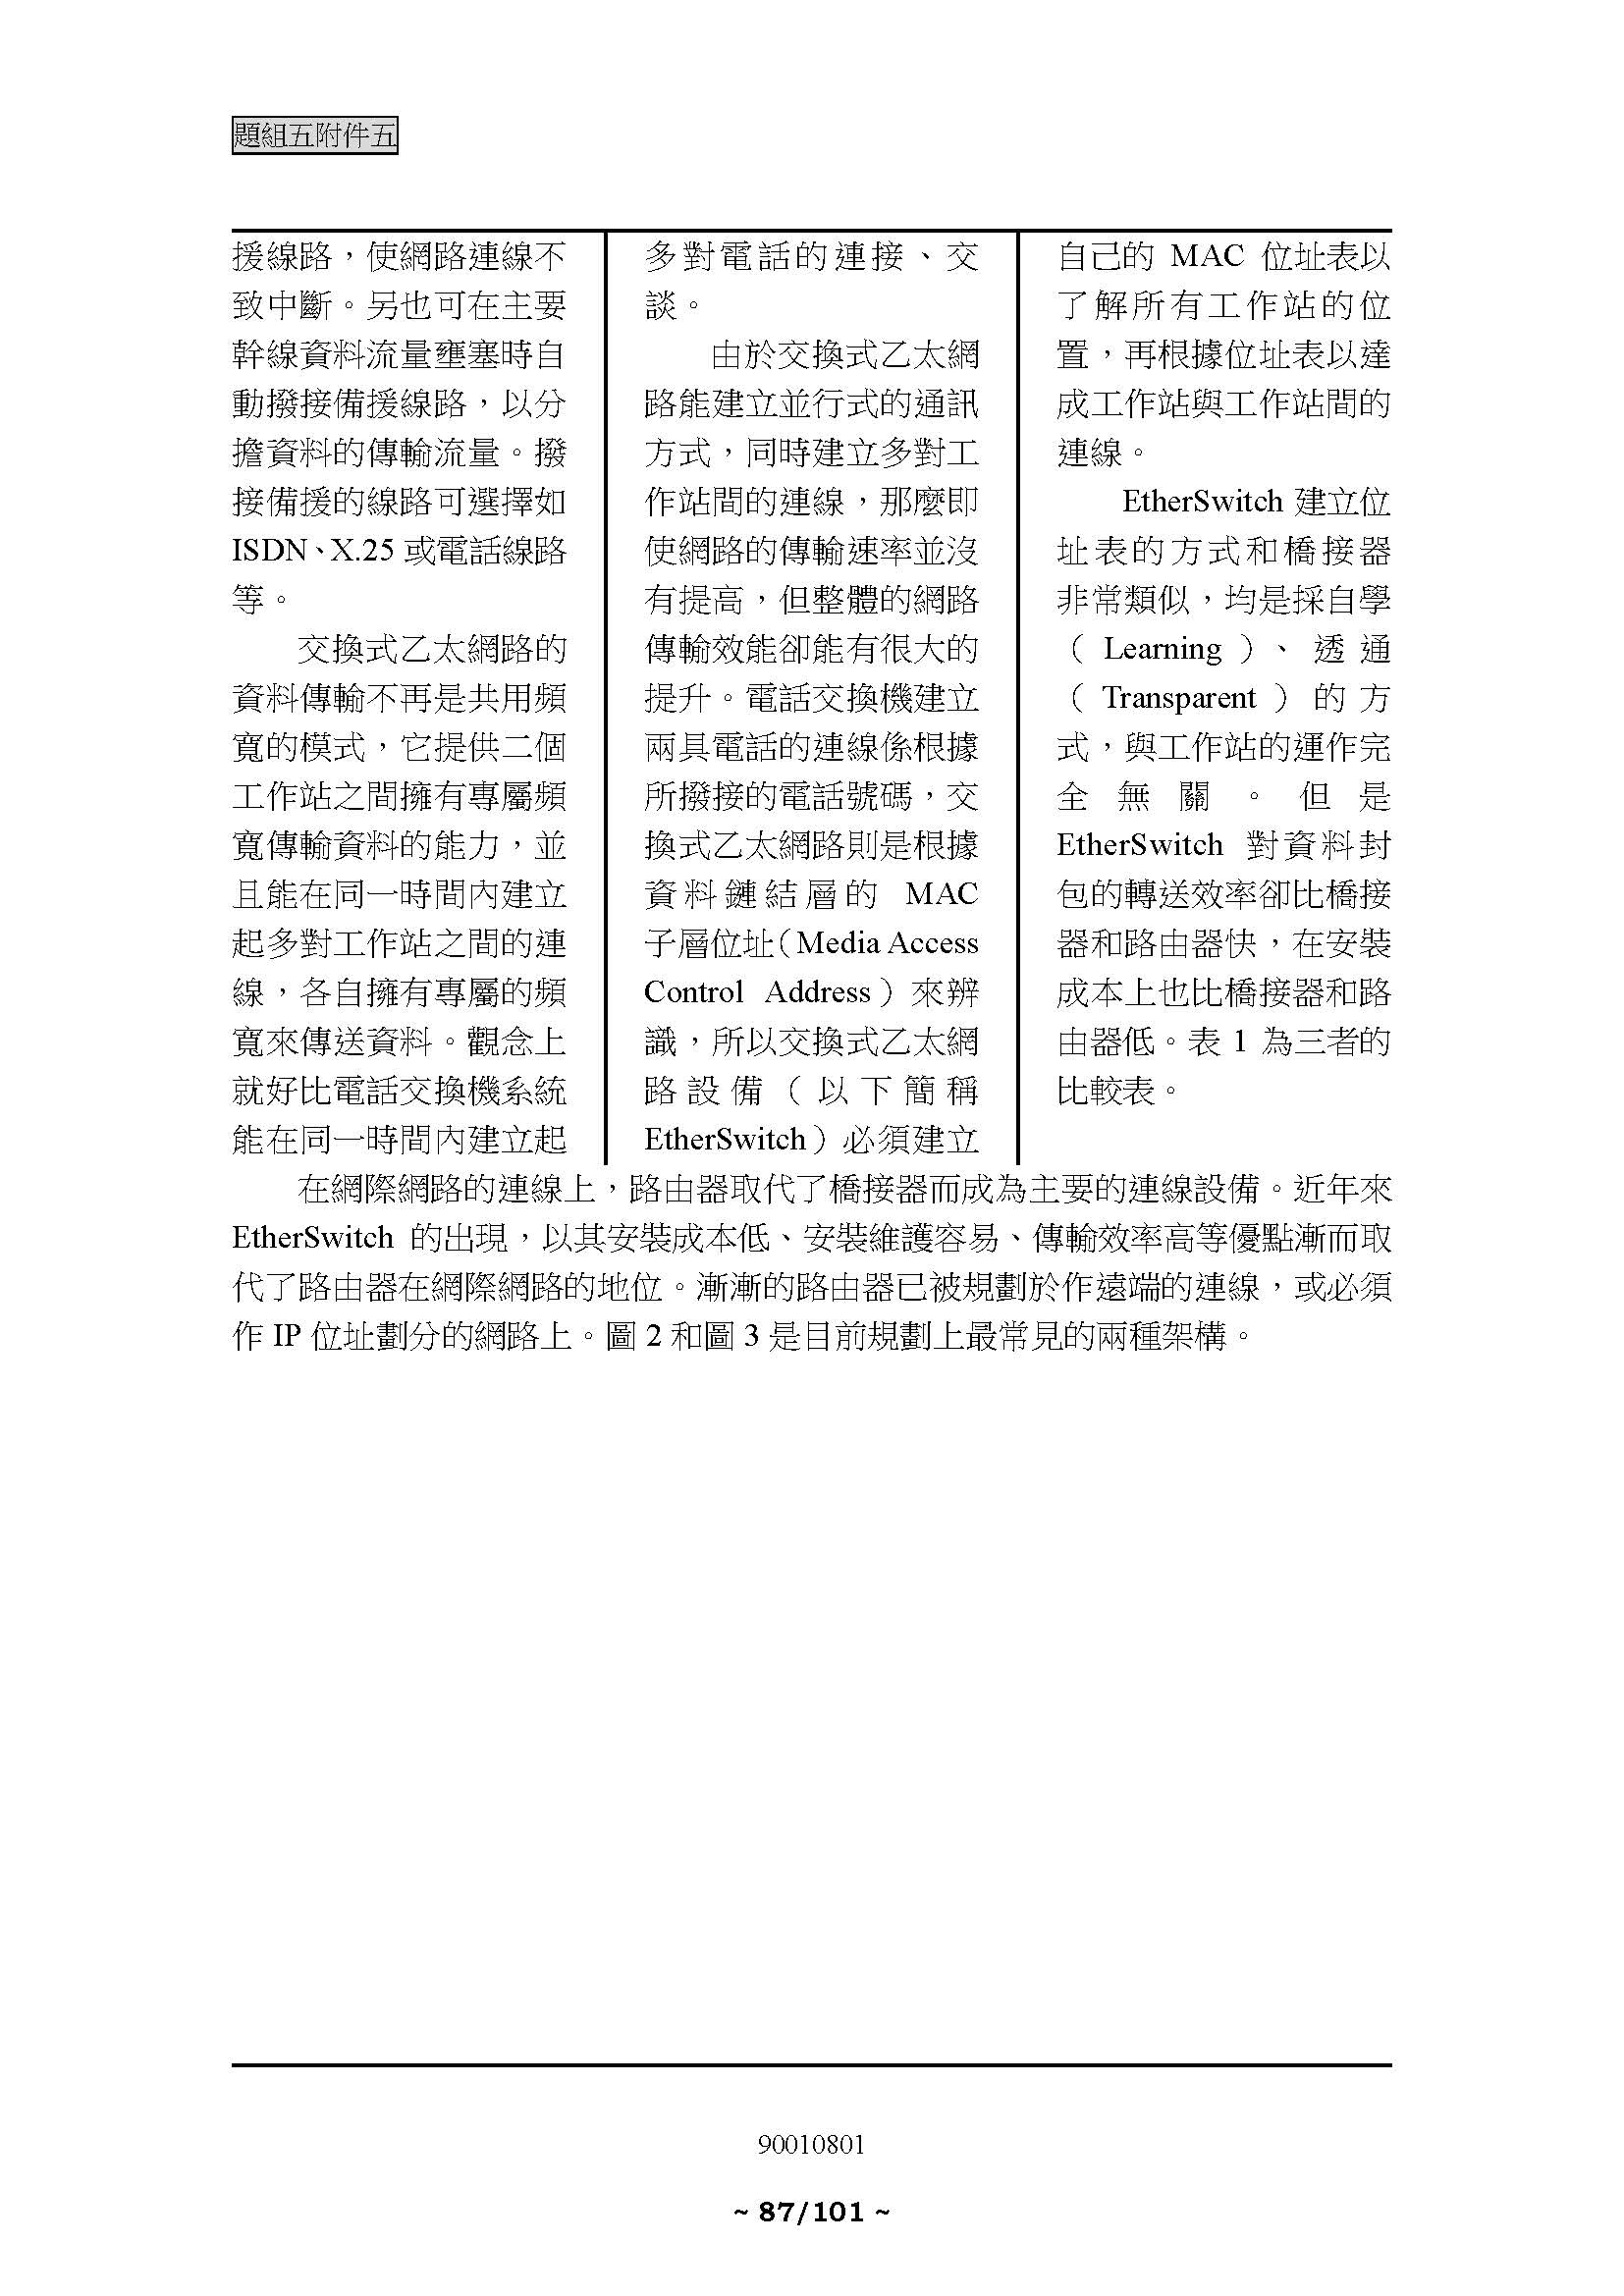 題組五附件五
援線路，使網路連線不
致中斷。另也可在主要
幹線資料流量壅塞時自
動撥接備援線路，以分
擔資料的傳輸流量。撥
接備援的線路可選擇如
ISDN、X.25 或電話線路
等。
交換式乙太網路的
資料傳輸不再是共用頻
寬的模式，它提供二個
工作站之間擁有專屬頻
寬傳輸資料的能力，並
且能在同一時間內建立
起多對工作站之間的連
線，各自擁有專屬的頻
寬來傳送資料。觀念上
就好比電話交換機系統
能在同一時間內建立起
多對電話的連接、交
談。
由於交換式乙太網
路能建立並行式的通訊
方式，同時建立多對工
作站間的連線，那麼即
使網路的傳輸速率並沒
有提高，但整體的網路
傳輸效能卻能有很大的
提升。電話交換機建立
兩具電話的連線係根據
所撥接的電話號碼，交
換式乙太網路則是根據
資料鏈結層的 MAC
子層位址（Media Access
Control Address）來辨
識，所以交換式乙太網
路設備（以下簡稱
EtherSwitch）必須建立
自己的 MAC 位址表以
了解所有工作站的位
置，再根據位址表以達
成工作站與工作站間的
連線。
EtherSwitch 建立位
址表的方式和橋接器
非常類似，均是採自學
（Learning）、透通
（Transparent）的方
式，與工作站的運作完
全無關。但是
EtherSwitch 對資料封
包的轉送效率卻比橋接
器和路由器快，在安裝
成本上也比橋接器和路
由器低。表 1 為三者的
比較表。
在網際網路的連線上，路由器取代了橋接器而成為主要的連線設備。近年來
EtherSwitch 的出現，以其安裝成本低、安裝維護容易、傳輸效率高等優點漸而取
代了路由器在網際網路的地位。漸漸的路由器已被規劃於作遠端的連線，或必須
作 IP 位址劃分的網路上。圖 2 和圖 3 是目前規劃上最常見的兩種架構。
90010801
~ 87/101 ~